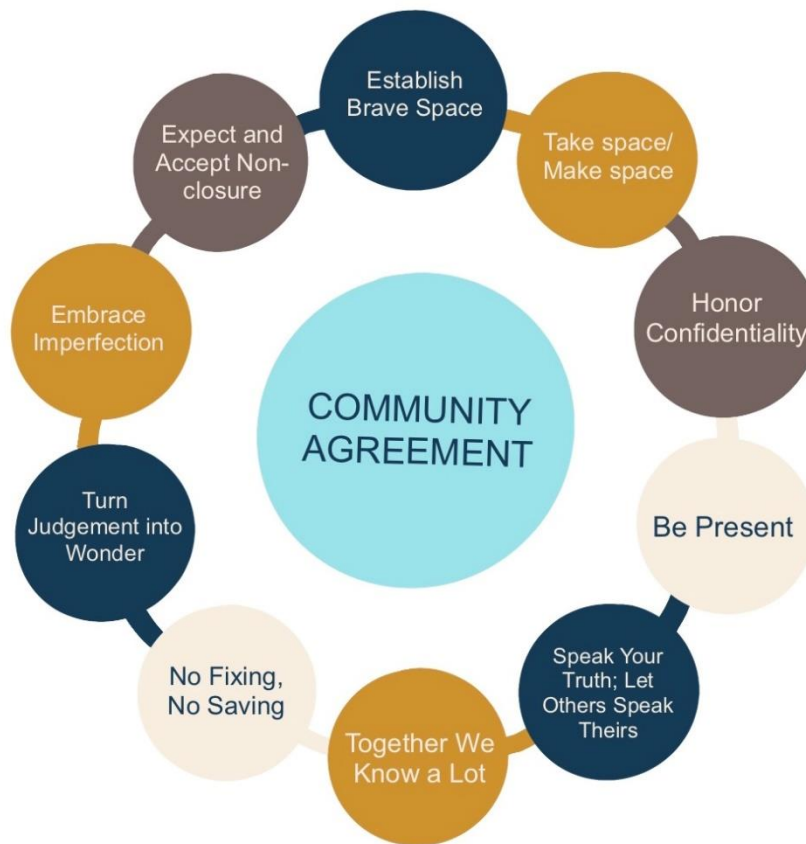 Establish
Brave Space
Take space/
Make space
Honor
Confidentiality
Be Present
Speak Your
Truth; Let
Others Speak
Theirs
Together We
Know a Lot
No Fixing,
No Saving
Turn
Judgement into
Wonder
Embrace
Imperfection
Expect and
Accept Non-
closure
COMMUNITY
AGREEMENT